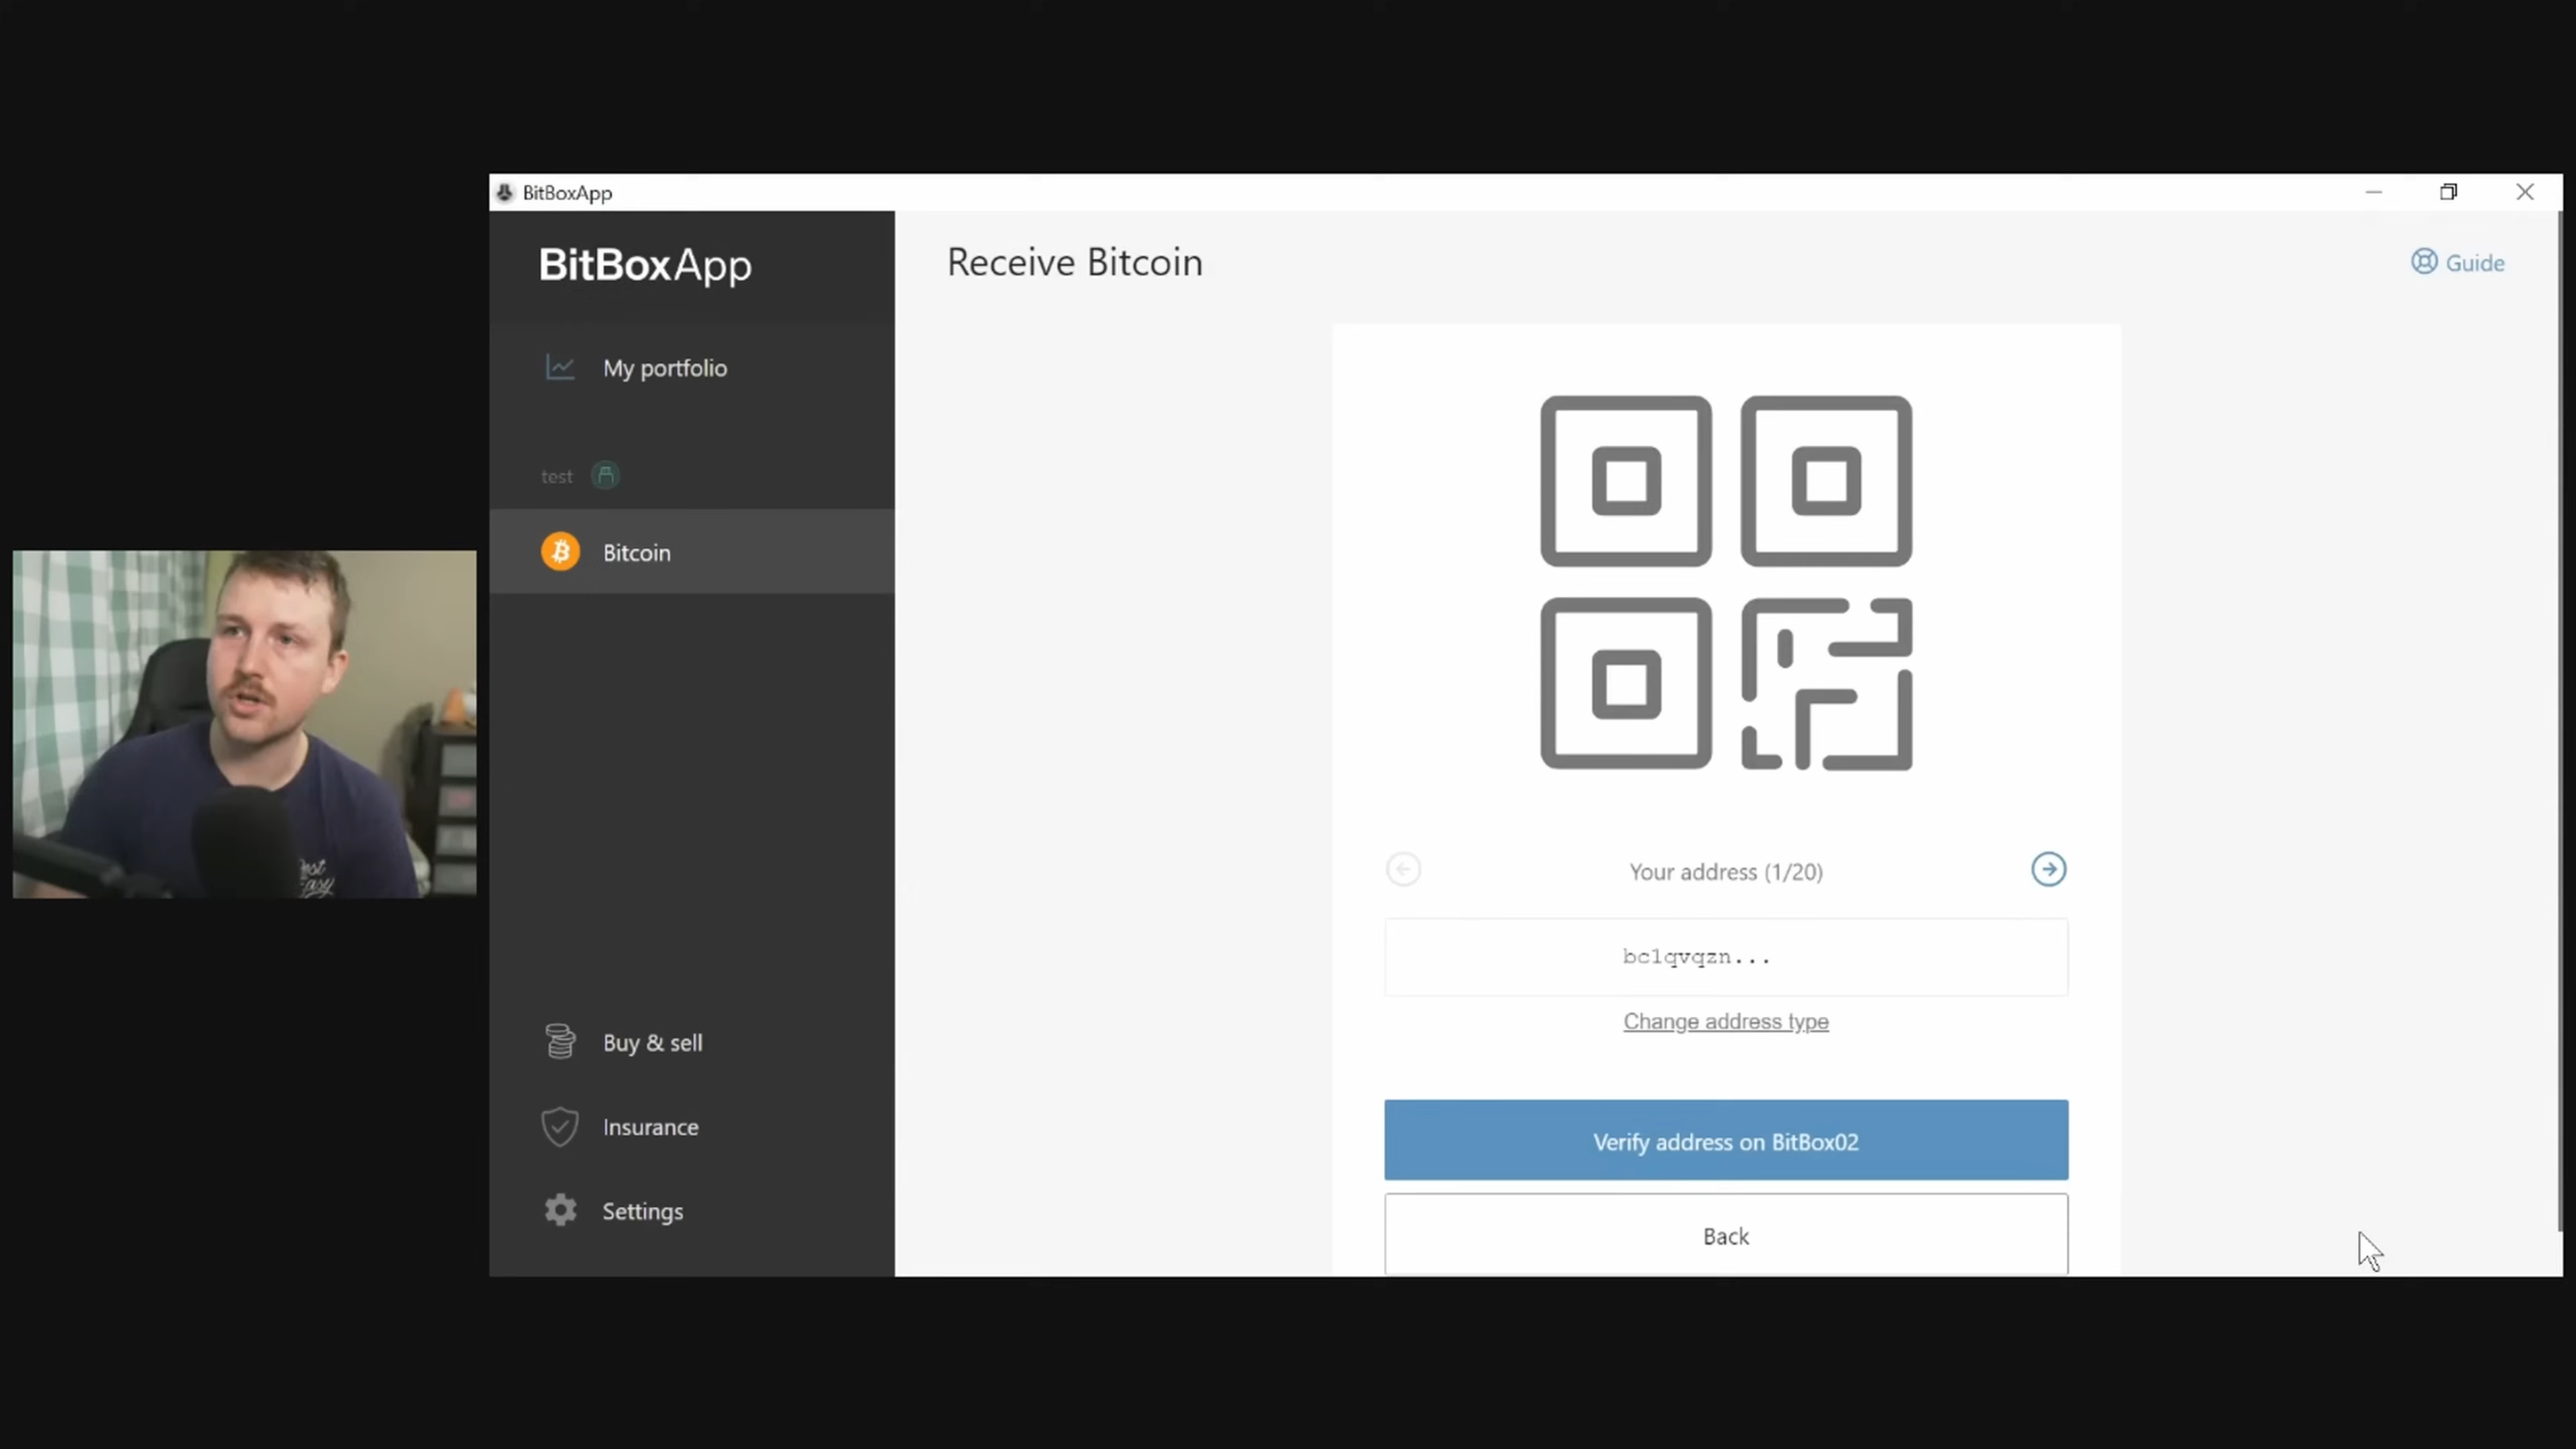 BitBoxApp
BitBoxApp
Receive Bitcoin
Guide
My portfolio
test
Bitcoin
Your address (1/20)
bc1qvqzn...
Change address type
Buy & sell
Verify address on BitBox02
Insurance
Settings
Back